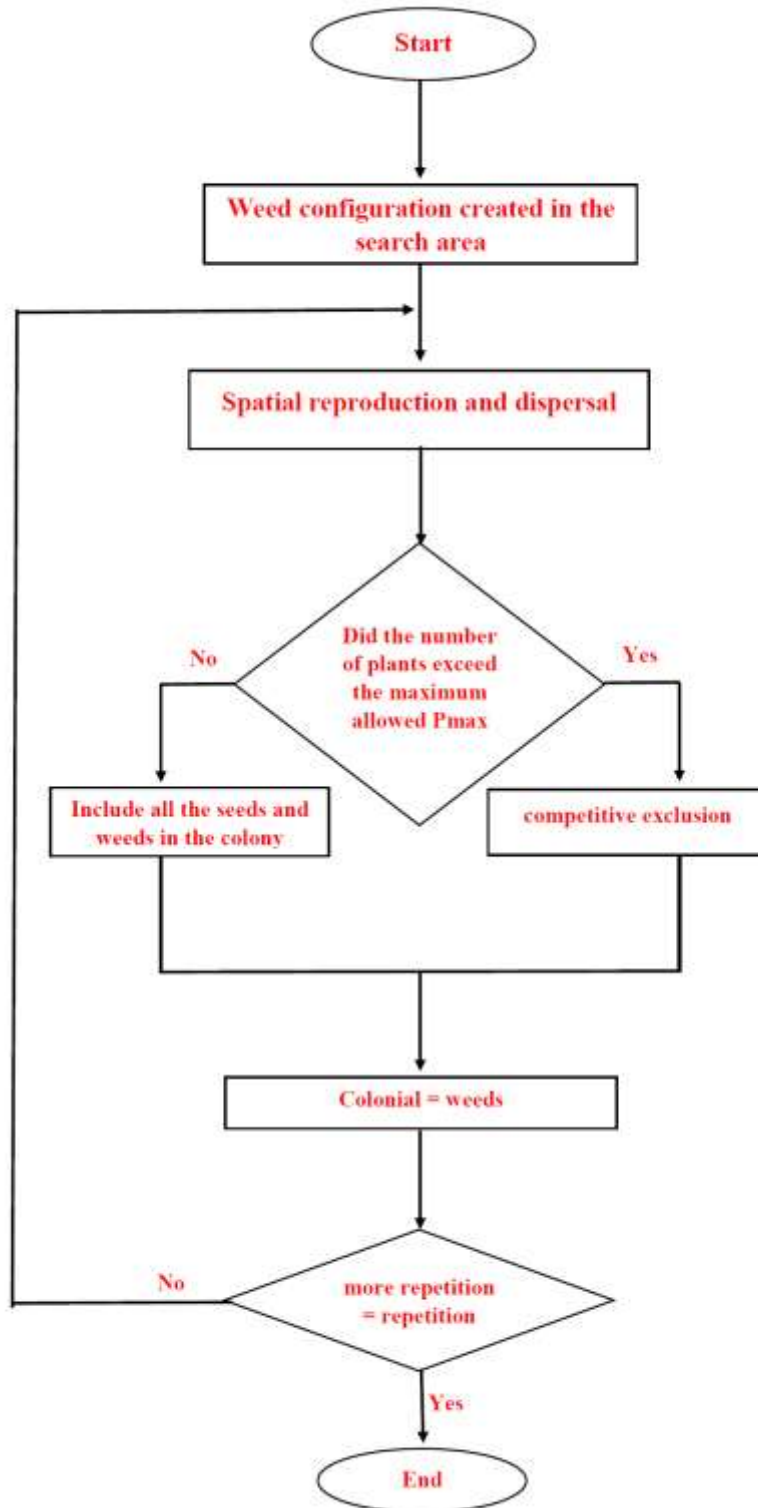 Start
Weed configuration created in the
search area
Spatial reproduction and dispersal
Did the number
of plants exceed
the maximum
allowed Pmax
No
Yes
Include all the seeds and
weeds in the colony
competitive exclusion
Colonial = weeds
more repetition
= repetition
No
Yes
End